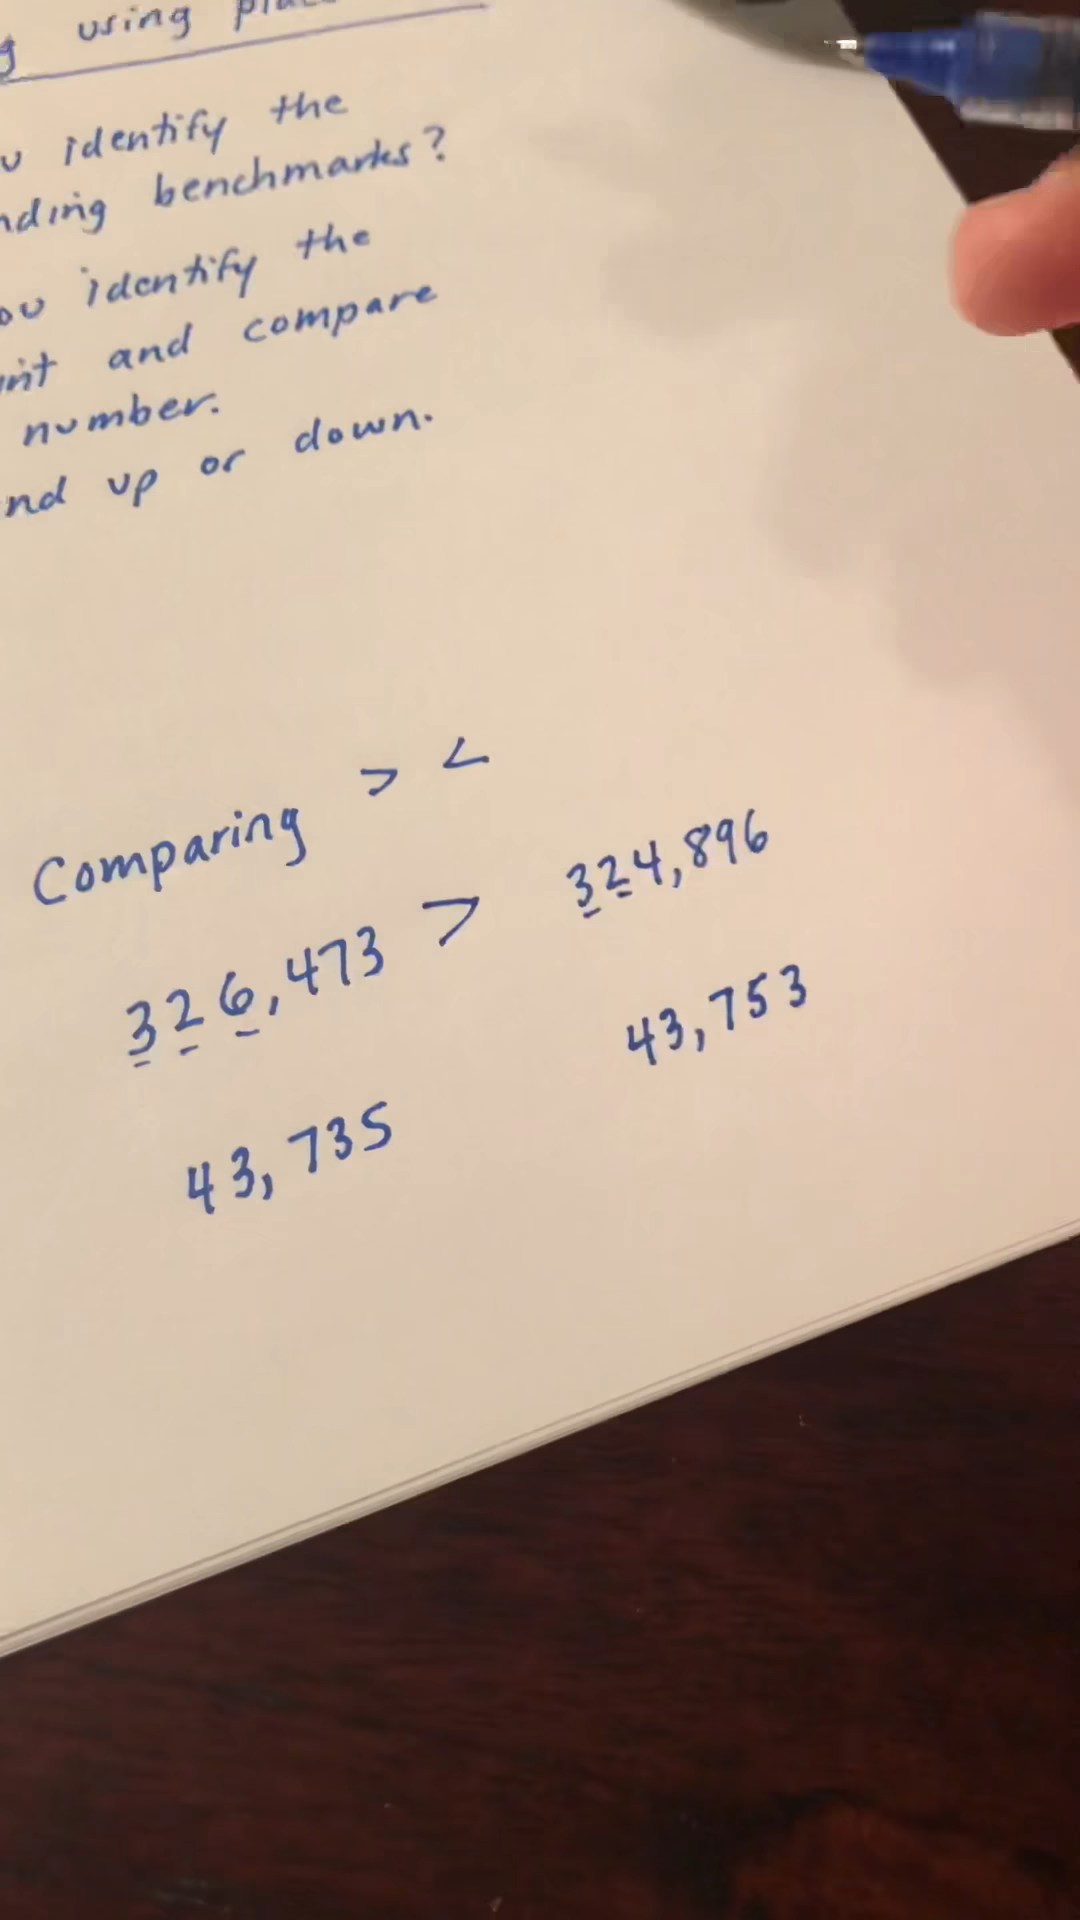 using
identify the
benchmarks?
identify the
and compare
number.
up or down.
Comparing > <
326,473 > 324,896
43,735 43,753